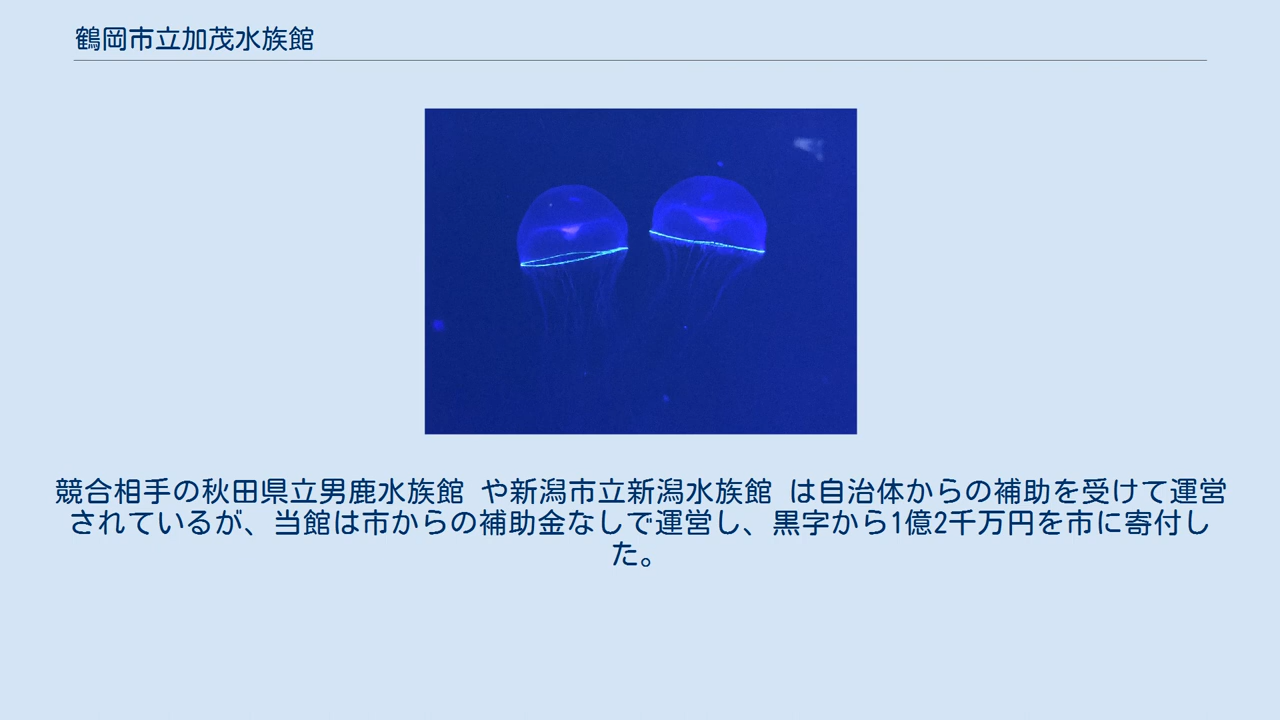 鶴岡市立加茂水族館
競合相手の秋田県立男鹿水族館 や新潟市立新潟水族館 は自治体からの補助を受けて運営
されているが、当館は市からの補助金なしで運営し、黒字から1億2千万円を市に寄付し
た。